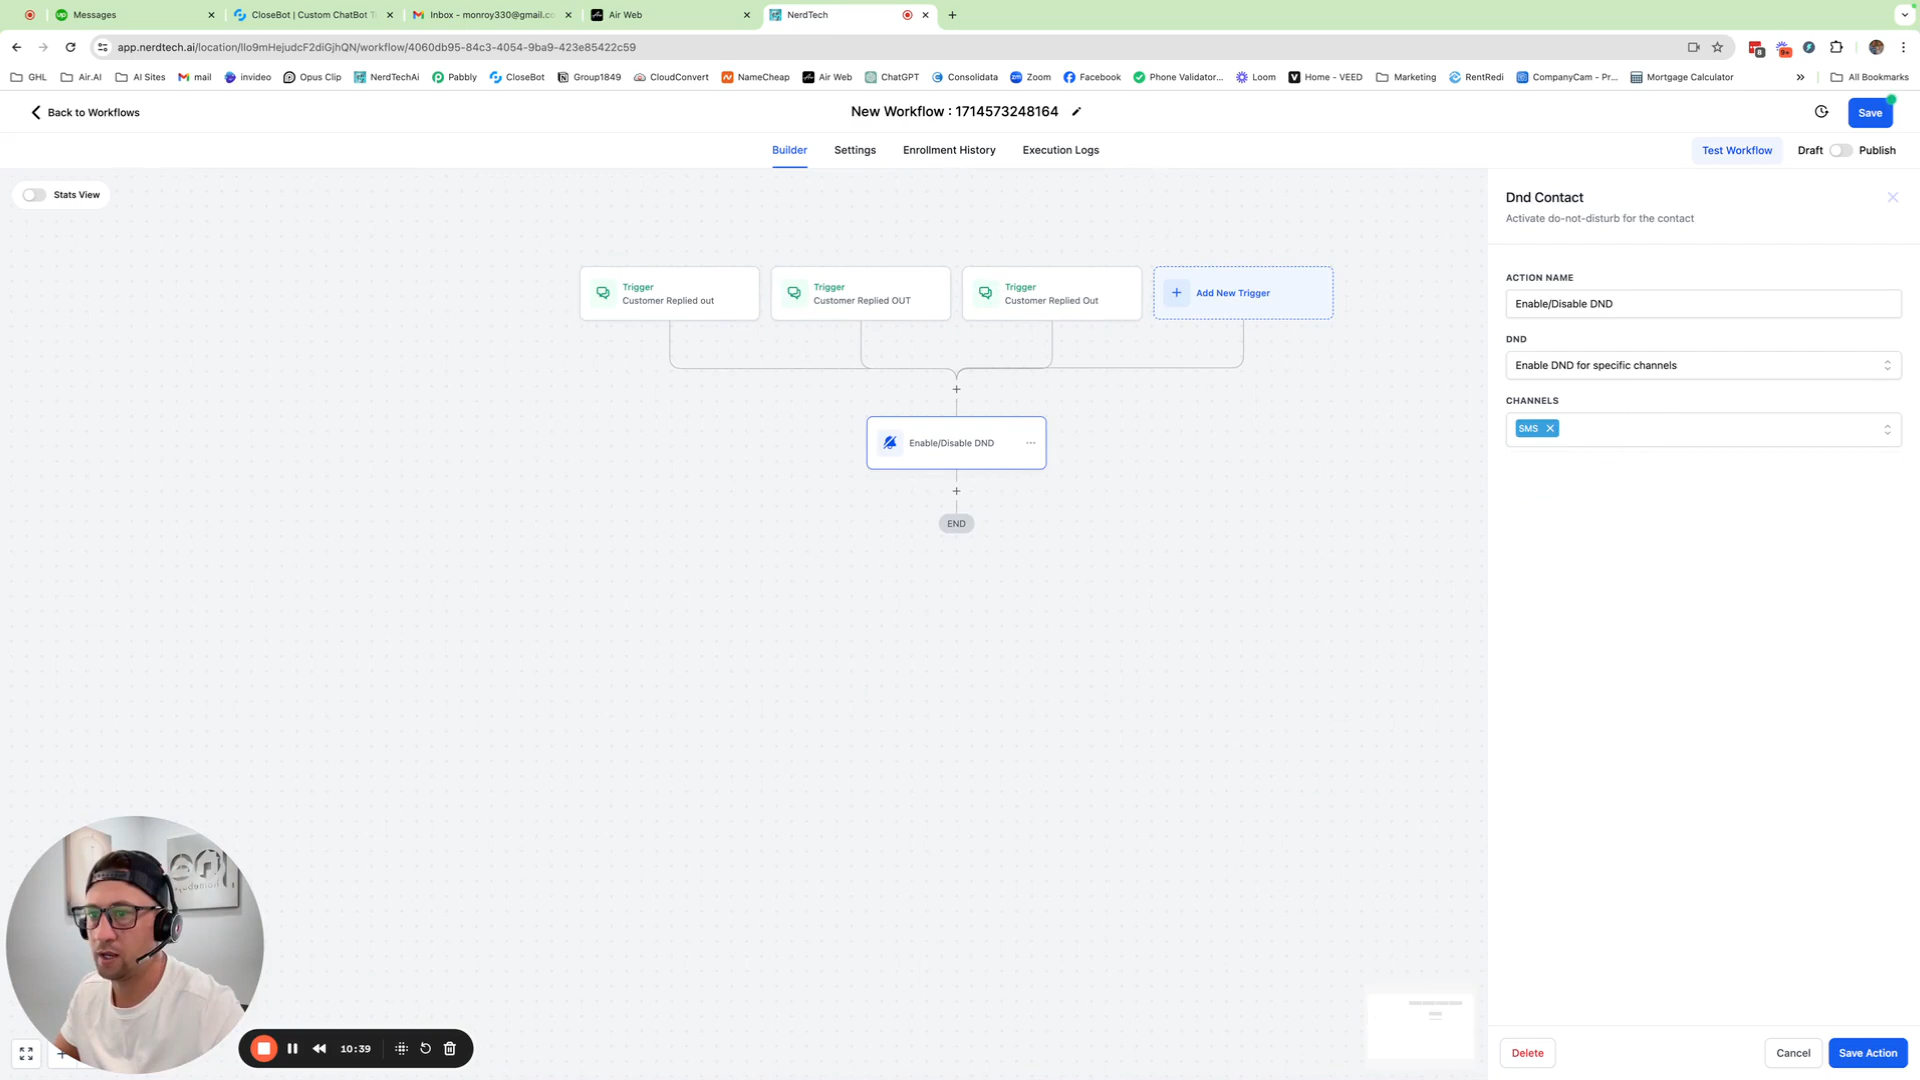 Messages
CloseBot | Custom ChatBot T
Inbox - monroy330@gmail.co
Air Web
NerdTech
app.nerdtech.ai/location/Ilo9mHejudcF2diGjhQN/workflow/4060db95-84c3-4054-9ba9-423e85422c59
8
9+
GHL
Air.AI
AI Sites
mail
invideo
Opus Clip
NerdTechAi
Pabbly
CloseBot
Group1849
CloudConvert
NameCheap
Air Web
ChatGPT
Consolidata
Zoom
Facebook
Phone Validator...
Loom
Home - VEED
Marketing
RentRedi
CompanyCam - Pr...
Mortgage Calculator
All Bookmarks
Back to Workflows
New Workflow : 1714573248164
Save
Builder
Settings
Enrollment History
Execution Logs
Test Workflow
Draft
Publish
Stats View
Trigger
Customer Replied out
Trigger
Customer Replied OUT
Trigger
Customer Replied Out
Add New Trigger
Enable/Disable DND
END
Dnd Contact
Activate do-not-disturb for the contact
ACTION NAME
Enable/Disable DND
DND
Enable DND for specific channels
CHANNELS
SMS
10:39
Delete
Cancel
Save Action